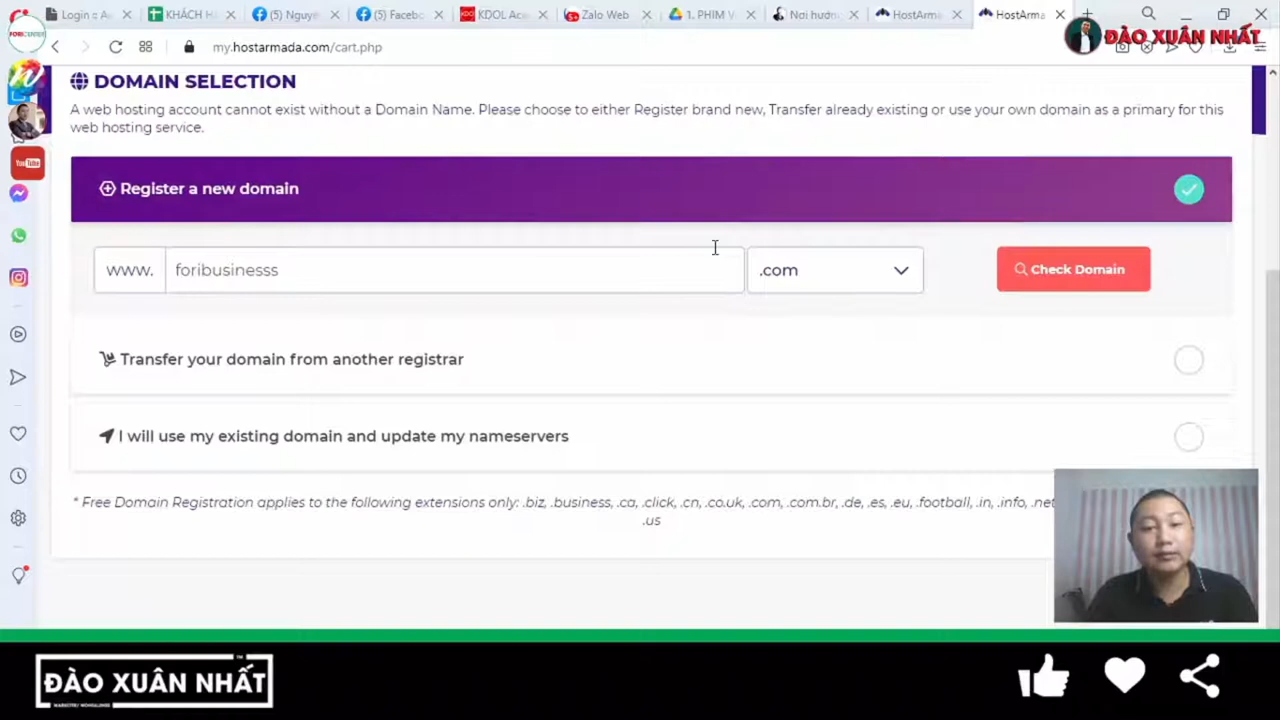 Login :: A
KHÁCH H
(5) Nguyê
(5) Faceb
KDOL Ace
Zalo Web
1. PHIM V
Nơi hướn
HostArma
HostArma
my.hostarmada.com/cart.php
ĐÀO XUÂN NHẤT
YouTube
DOMAIN SELECTION
A web hosting account cannot exist without a Domain Name. Please choose to either Register brand new, Transfer already existing or use your own domain as a primary for this
web hosting service.
Register a new domain
www.
foribusinesss
.com
Check Domain
Transfer your domain from another registrar
I will use my existing domain and update my nameservers
* Free Domain Registration applies to the following extensions only: .biz, .business, .ca, .click, .cn, .co.uk, .com, .com.br, .de, .es, .eu, .football, .in, .info, .net
.us
ĐÀO XUÂN NHẤT